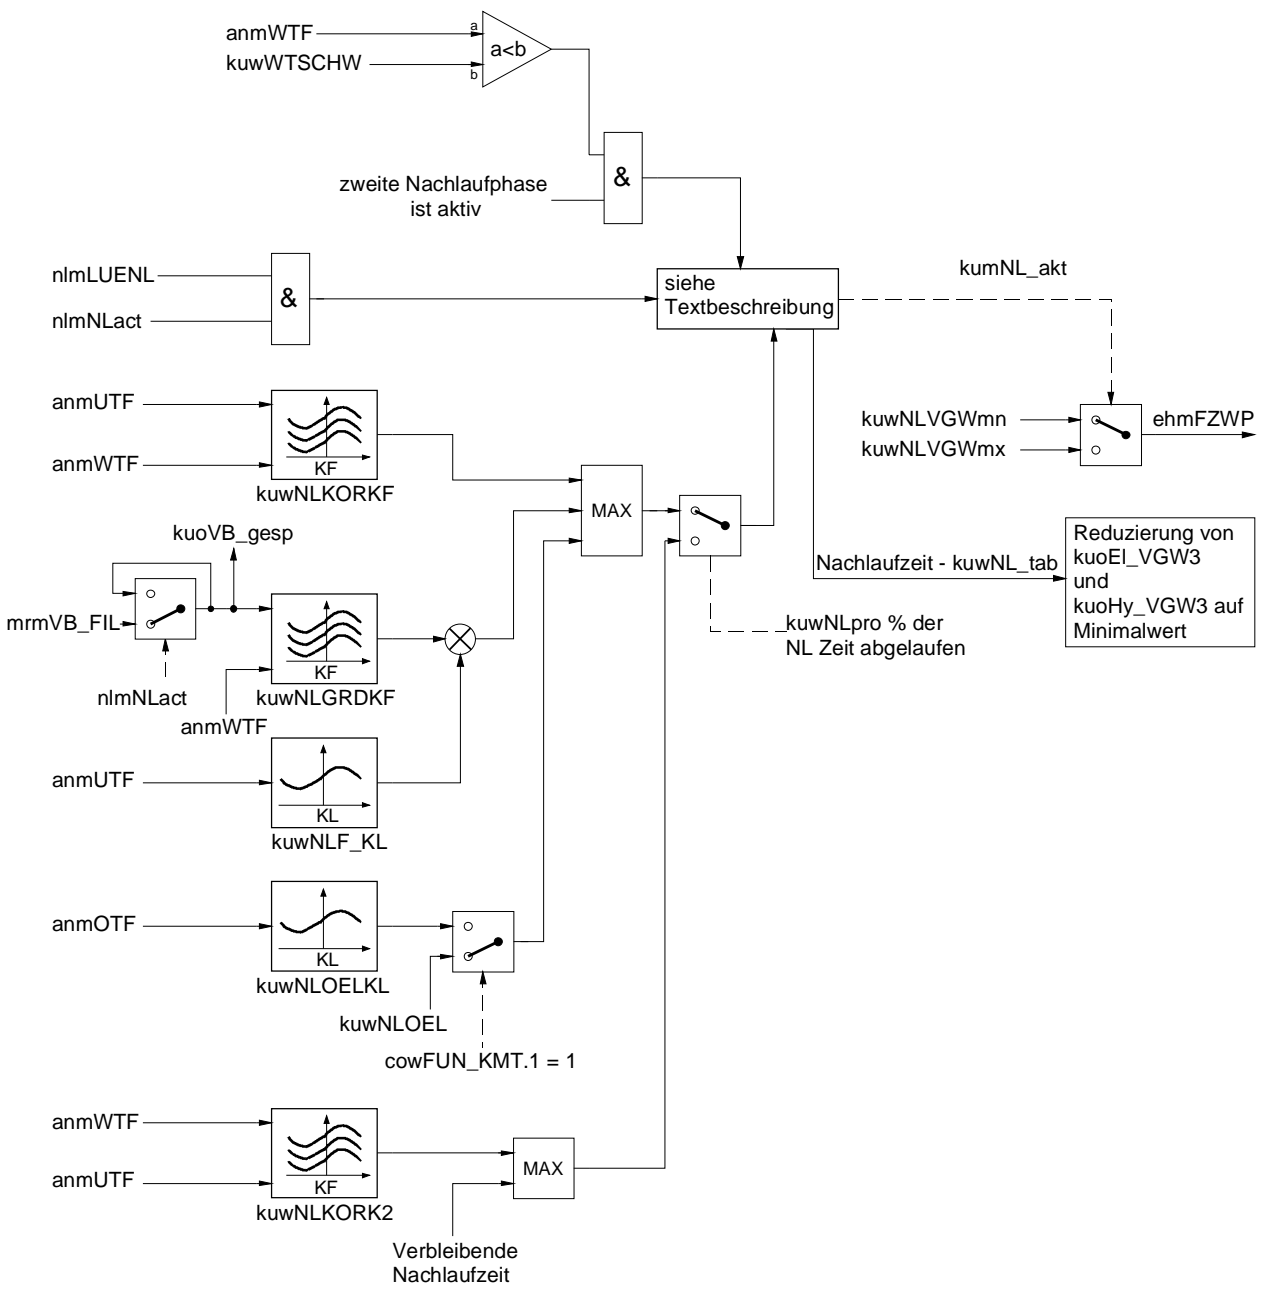 anmWTF
kuwWTSCHW
a
b
a<b
&
zweite Nachlaufphase
ist aktiv
nlmLUENL
nlmNLact
&
siehe
Textbeschreibung
kumNL_akt
kuwNLVGWmn
kuwNLVGWmx
ehmFZWP
anmUTF
anmWTF
KF
kuwNLKORKF
MAX
kuoVB_gesp
mrmVB_FIL
nlmNLact
anmWTF
KF
kuwNLGRDKF
Nachlaufzeit - kuwNL_tab
Reduzierung von
kuoEl_VGW3
und
kuoHy_VGW3 auf
Minimalwert
kuwNLpro % der
NL Zeit abgelaufen
anmUTF
KL
kuwNLF_KL
anmOTF
KL
kuwNLOELKL
kuwNLOEL
cowFUN_KMT.1 = 1
anmWTF
anmUTF
KF
kuwNLKORK2
MAX
Verbleibende
Nachlaufzeit